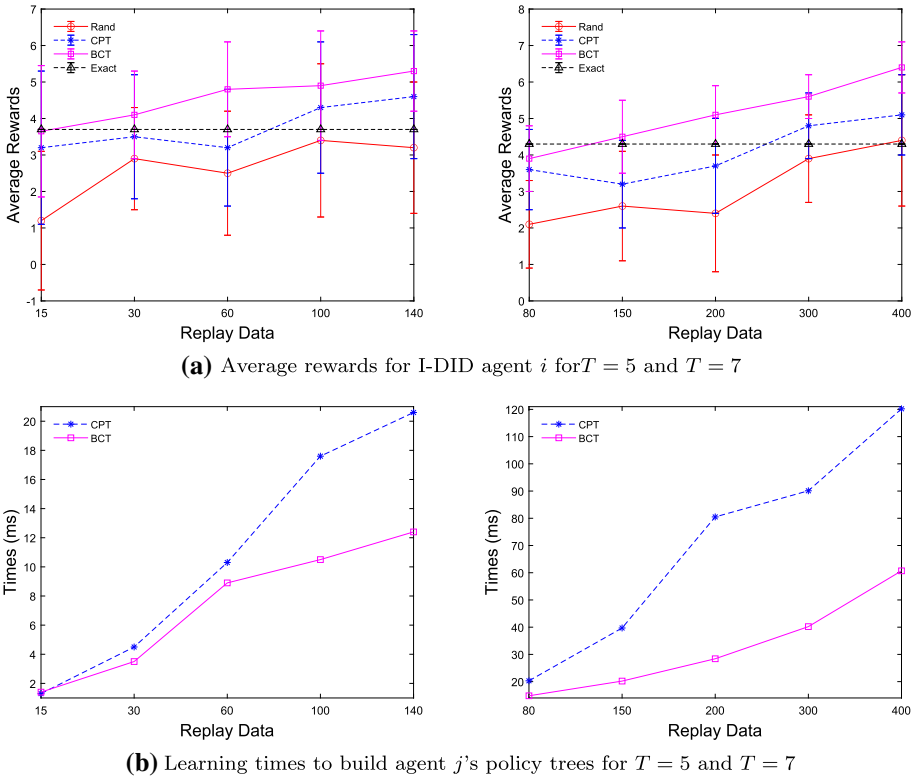 7
6
5
4
3
2
1
0
-1
Average Rewards
Rand
CPT
BCT
Exact
15 30 60 100 140
Replay Data
8
7
6
5
4
3
2
1
0
Average Rewards
Rand
CPT
BCT
Exact
80 150 200 300 400
Replay Data
(a) Average rewards for I-DID agent i forT = 5 and T = 7
20
18
16
14
12
10
8
6
4
2
Times (ms)
CPT
BCT
15 30 60 100 140
Replay Data
120
110
100
90
80
70
60
50
40
30
20
Times (ms)
CPT
BCT
80 150 200 300 400
Replay Data
(b) Learning times to build agent j's policy trees for T = 5 and T = 7